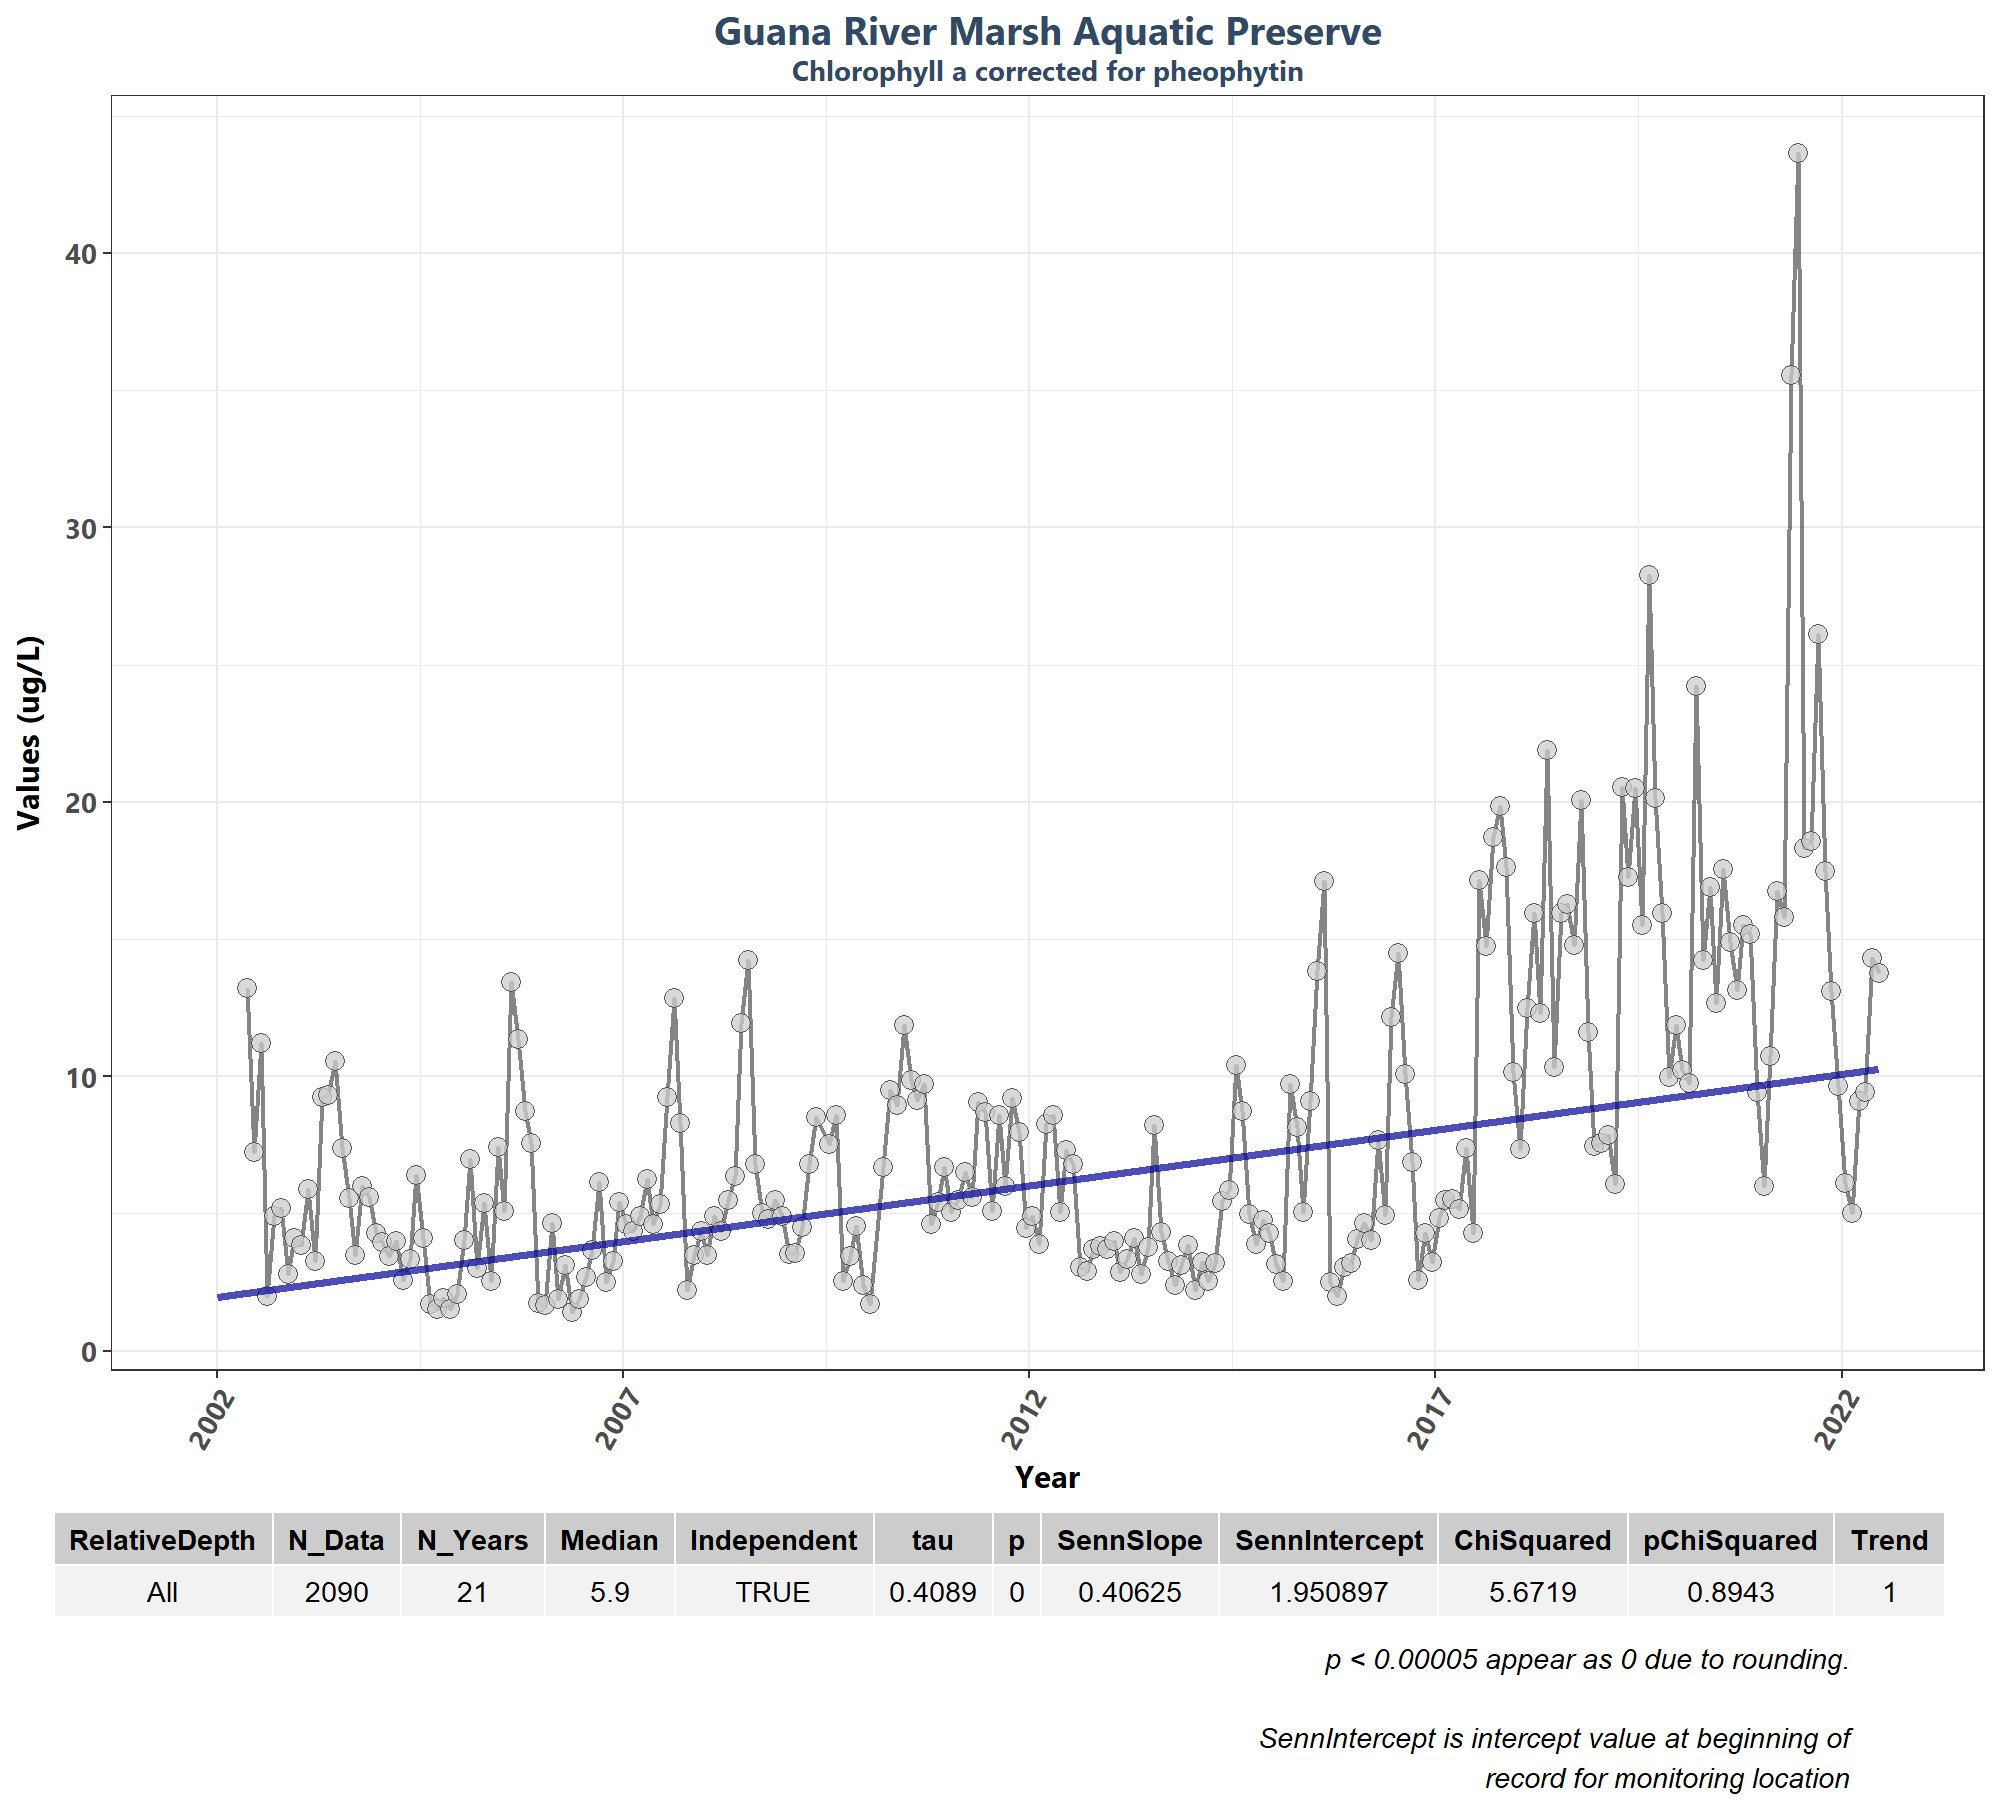 Guana River Marsh Aquatic Preserve
Chlorophyll a corrected for pheophytin
Values (ug/L)
40
30
20
10
0
2002 2007 2012 2017 2022
Year
RelativeDepth N_Data N_Years Median Independent tau p SennSlope SennIntercept ChiSquared pChiSquared Trend
All 2090 21 5.9 TRUE 0.4089 0 0.40625 1.950897 5.6719 0.8943 1
p < 0.00005 appear as 0 due to rounding.
SennIntercept is intercept value at beginning of
record for monitoring location